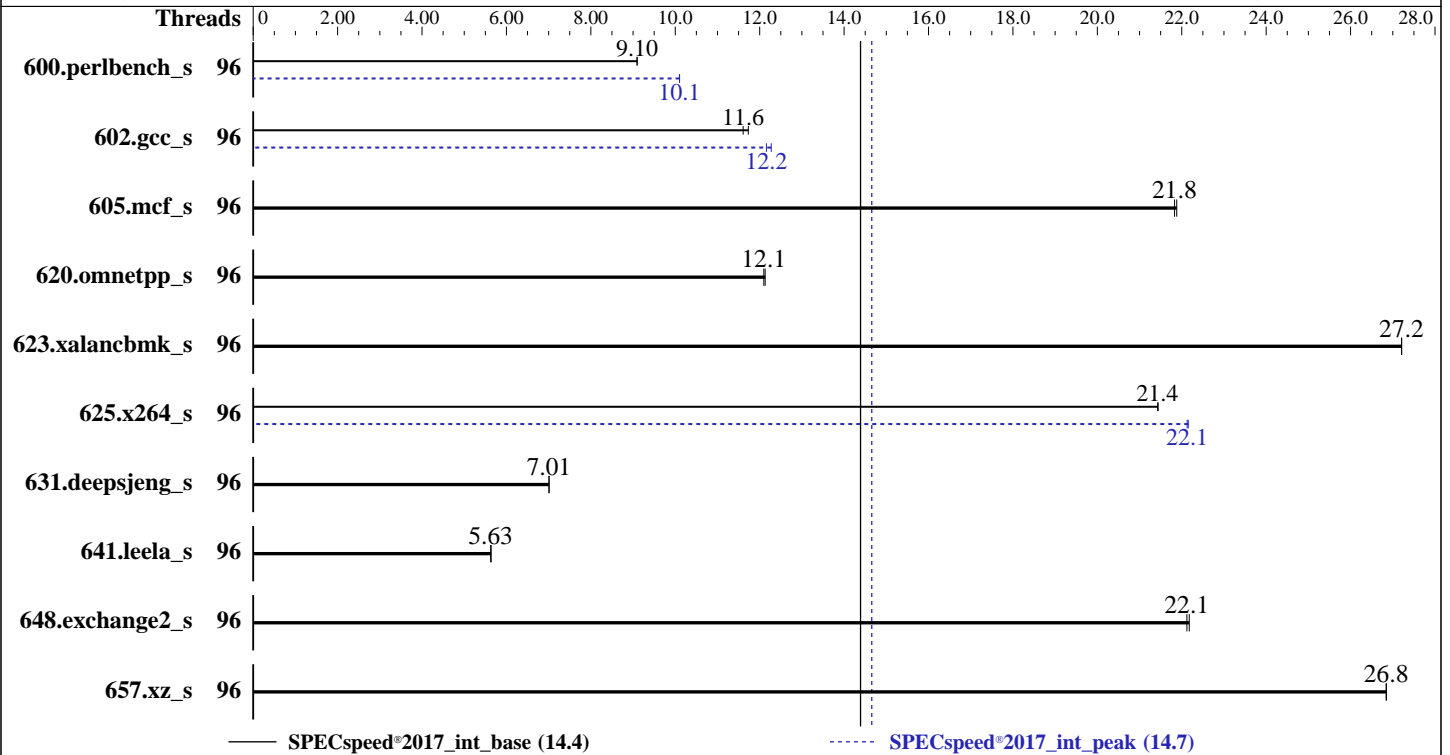 Threads 0 2.00 4.00 6.00 8.00 10.0 12.0 14.0 16.0 18.0 20.0 22.0 24.0 26.0 28.0
9.10
600.perlbench_s 96
10.1
11.6
602.gcc_s 96
12.2
21.8
605.mcf_s 96
12.1
620.omnetpp_s 96
27.2
623.xalancbmk_s 96
21.4
625.x264_s 96
22.1
7.01
631.deepsjeng_s 96
5.63
641.leela_s 96
22.1
648.exchange2_s 96
26.8
657.xz_s 96
SPECspeed®2017_int_base (14.4) SPECspeed®2017_int_peak (14.7)